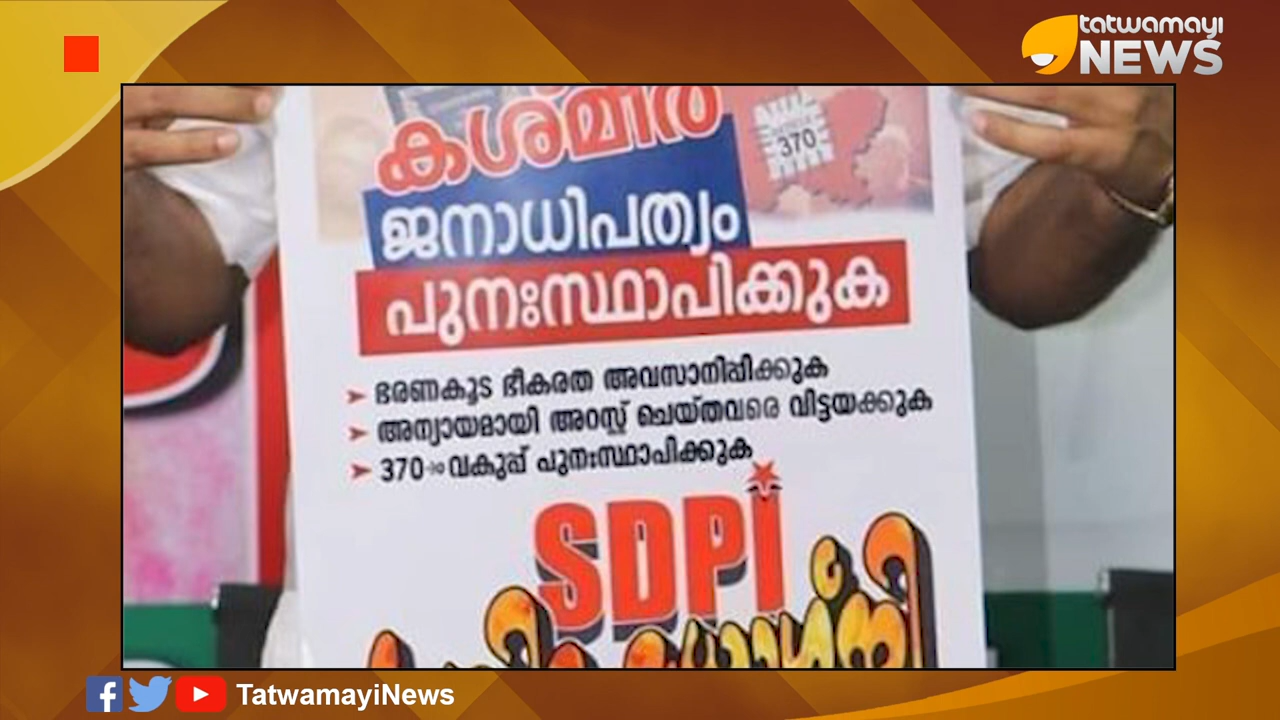 tatwamayi
NEWS
കശ്മീർ
370
ജനാധിപത്യം
പുനഃസ്ഥാപിക്കുക
➤ ഭരണകൂട ഭീകരത അവസാനിപ്പിക്കുക
➤ അന്യായമായി അറസ്റ്റ് ചെയ്തവരെ വിട്ടയക്കുക
➤ 370-ാം വകുപ്പ് പുനഃസ്ഥാപിക്കുക
SDPI
TatwamayiNews